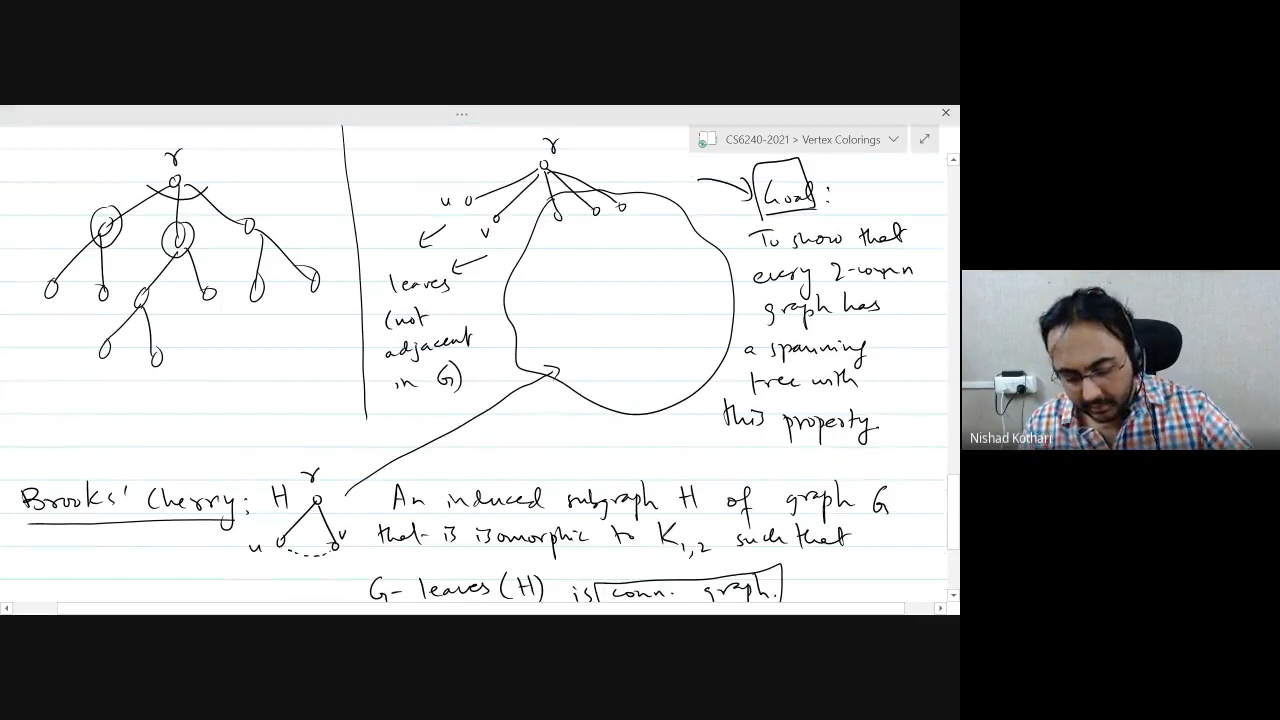 CS6240-2021 > Vertex Colorings
r
r
u
v
leaves
(not
adjacent
in G)
Goal:
To show that
every 2-conn
graph has
a spanning
tree with
this property.
Brooks' Cherry: H
r
u
v
An induced subgraph H of graph G
that is isomorphic to K1,2 such that
G- leaves (H) is conn. graph.
Nishad Kothari